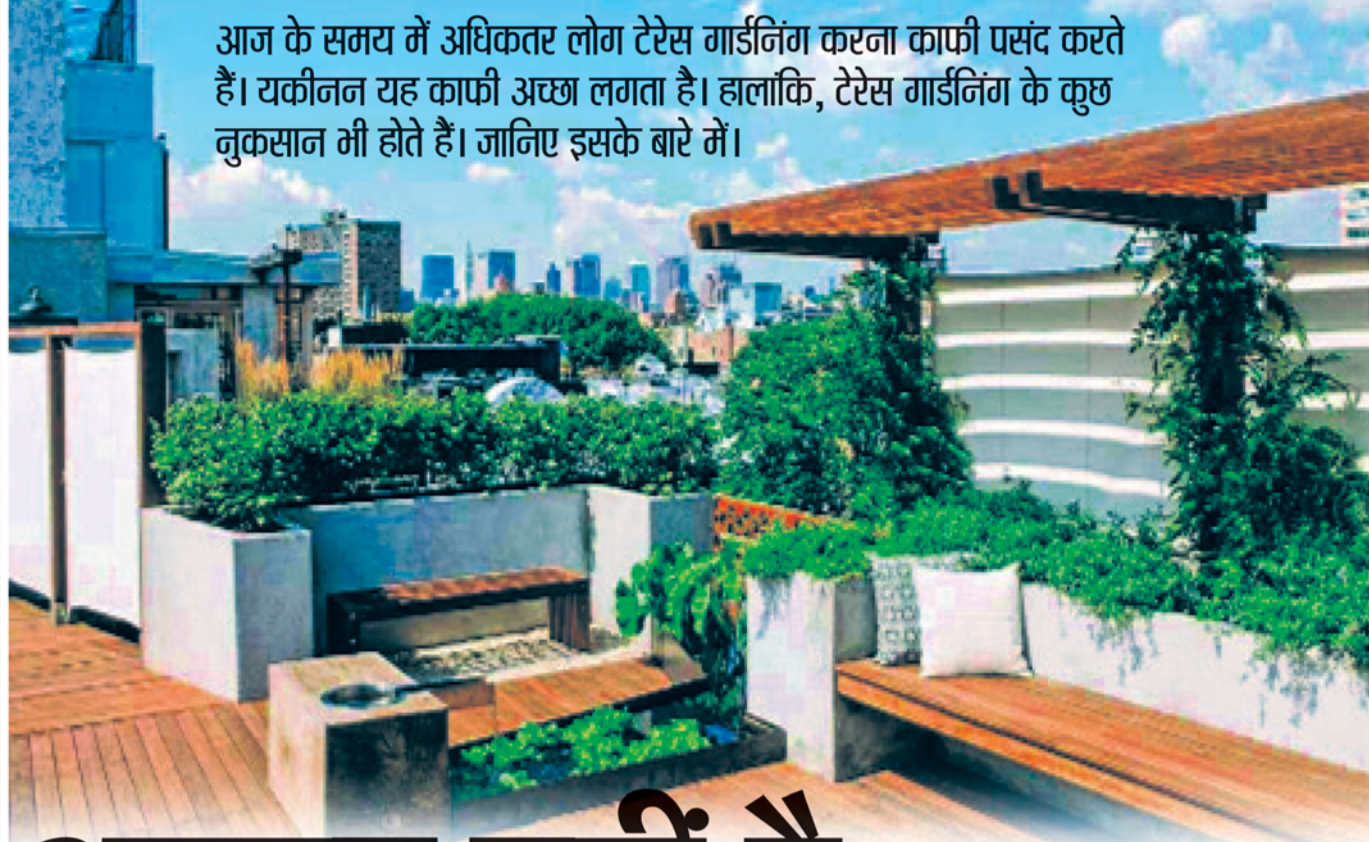 आज के समय में अधिकतर लोग टेरेस गार्डनिंग करना काफी पसंद करते
हैं। यकीनन यह काफी अच्छा लगता है। हालांकि, टेरेस गार्डनिंग के कुछ
नुकसान भी होते हैं। जानिए इसके बारे में।